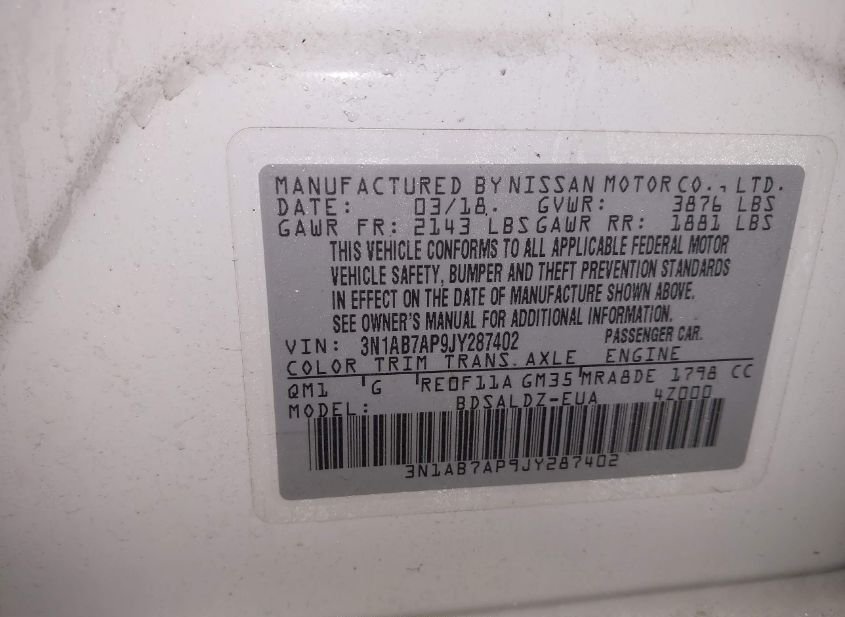 MANUFACTURED BY NISSAN MOTOR CO., LTD.
DATE: 03/18. GVWR: 3876 LBS
GAWR FR: 2143 LBS GAWR RR: 1881 LBS
THIS VEHICLE CONFORMS TO ALL APPLICABLE FEDERAL MOTOR
VEHICLE SAFETY, BUMPER AND THEFT PREVENTION STANDARDS
IN EFFECT ON THE DATE OF MANUFACTURE SHOWN ABOVE.
SEE OWNER'S MANUAL FOR ADDITIONAL INFORMATION.
VIN: 3N1AB7AP9JY287402 PASSENGER CAR.
COLOR TRIM TRANS. AXLE ENGINE
QM1 G RE0F11A GM35 MRA8DE 1798 CC
MODEL: BDSALDZ-EUA 4Z000
3N1AB7AP9JY287402